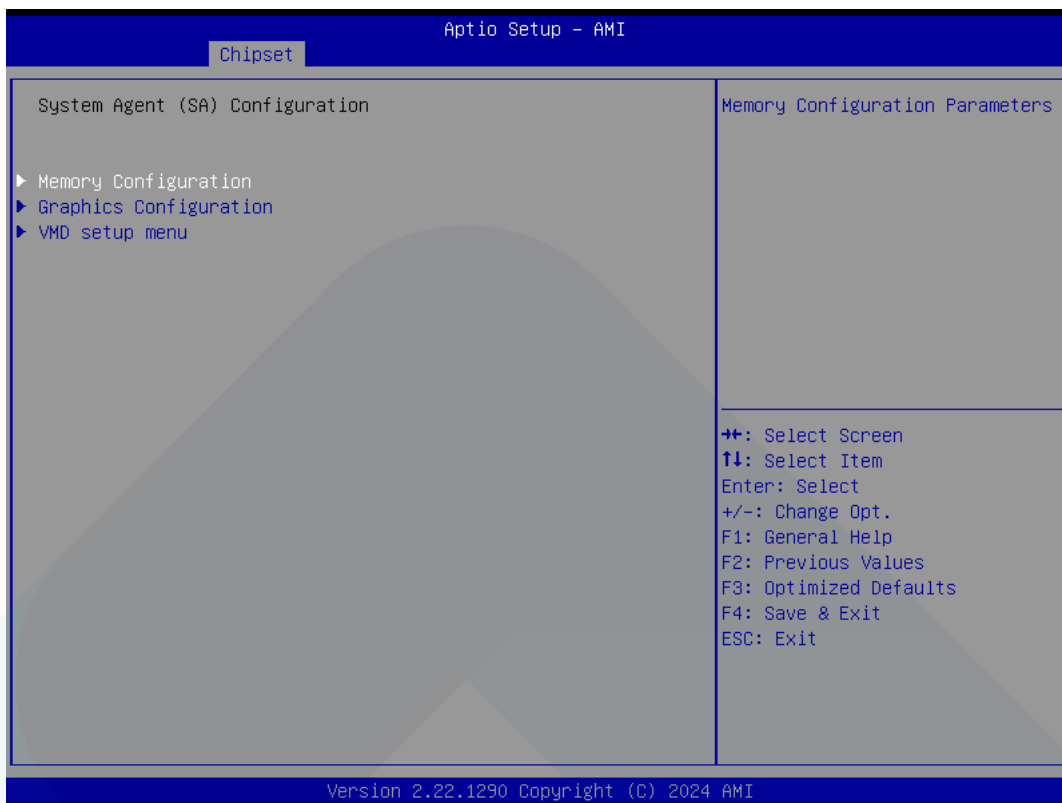 Aptio Setup – AMI
Chipset
System Agent (SA) Configuration
Memory Configuration
Graphics Configuration
VMD setup menu
Memory Configuration Parameters
→←: Select Screen
↑↓: Select Item
Enter: Select
+/-: Change Opt.
F1: General Help
F2: Previous Values
F3: Optimized Defaults
F4: Save & Exit
ESC: Exit
Version 2.22.1290 Copyright (C) 2024 AMI